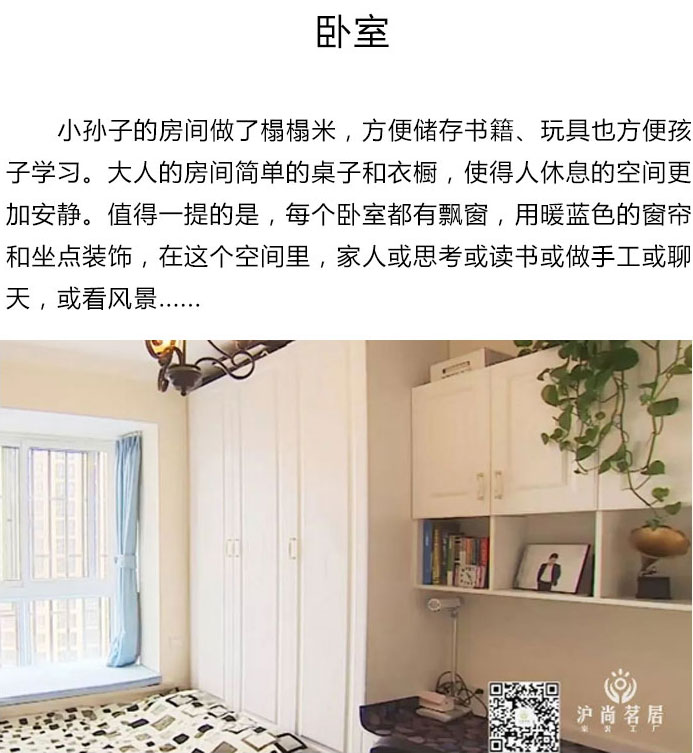 卧室
小孙子的房间做了榻榻米，方便储存书籍、玩具也方便孩
子学习。大人的房间简单的桌子和衣橱，使得人休息的空间更
加安静。值得一提的是，每个卧室都有飘窗，用暖蓝色的窗帘
和坐点装饰，在这个空间里，家人或思考或读书或做手工或聊
天，或看风景......
沪尚茗居
家装工厂